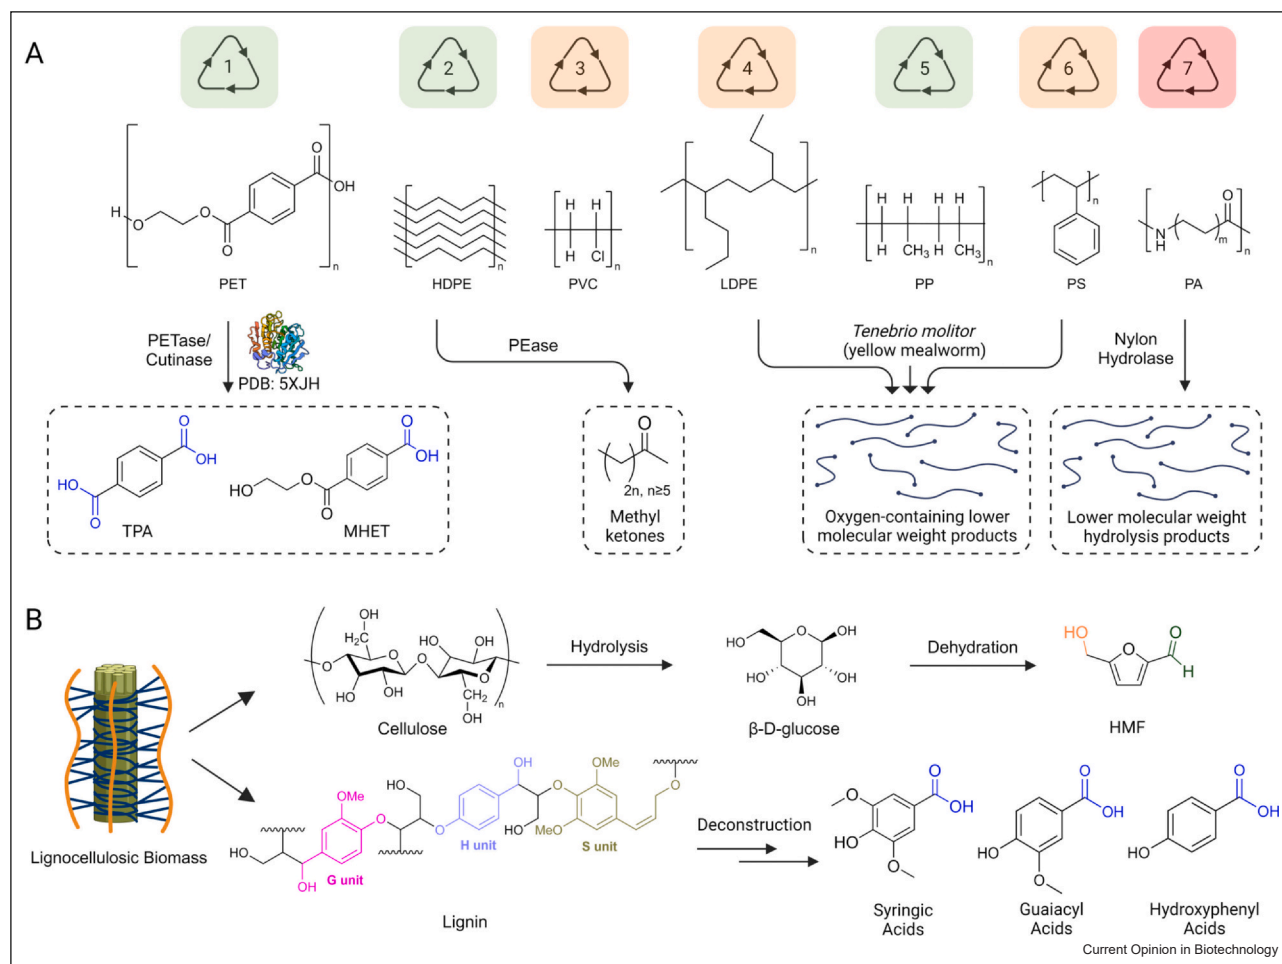 A
1
2
3
4
5
6
7
O
O
OH
H
O
O
n
PET
n
HDPE
H H
H Cl
n
PVC
n
LDPE
H H H H
H CH3 H CH3
n
PP
n
PS
O
N
H
m
n
PA
PETase/
Cutinase
PDB: 5XJH
PEase
Tenebrio molitor
(yellow mealworm)
Nylon
Hydrolase
O
OH
HO
O
TPA
O
OH
HO
O
O
MHET
O
2n, n≥5
Methyl
ketones
Oxygen-containing lower
molecular weight products
Lower molecular weight
hydrolysis products
B
Lignocellulosic Biomass
OH
H2C
O
O
OH
OH
O
OH
OH
O
O
CH2
OH
n
Cellulose
Hydrolysis
HO
O
OH
HO
OH
OH
β-D-glucose
Dehydration
HO
O
O
H
HMF
HO
OH
OMe
O
HO
O
OH
HO
O
OMe
OMe
O
G unit
H unit
S unit
Lignin
Deconstruction
O
OH
O
HO
O
Syringic
Acids
O
OH
HO
O
Guaiacyl
Acids
O
OH
HO
Hydroxyphenyl
Acids
Current Opinion in Biotechnology